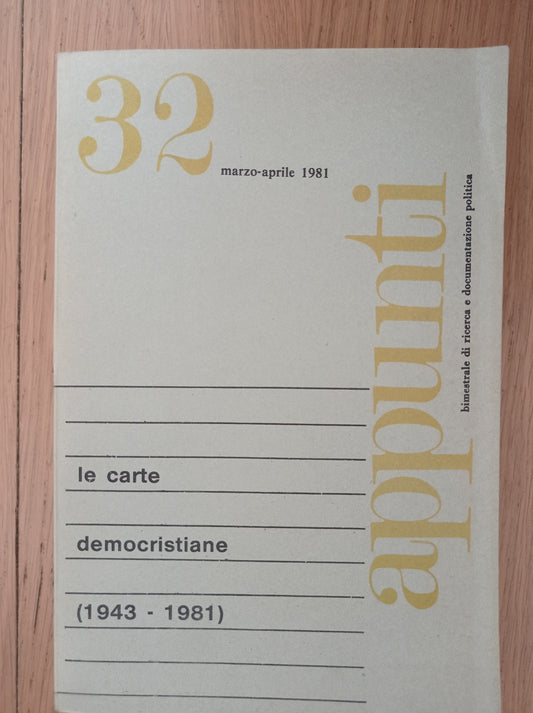 32
marzo-aprile 1981
appunti
bimestrale di ricerca e documentazione politica
le carte
democristiane
(1943 - 1981)